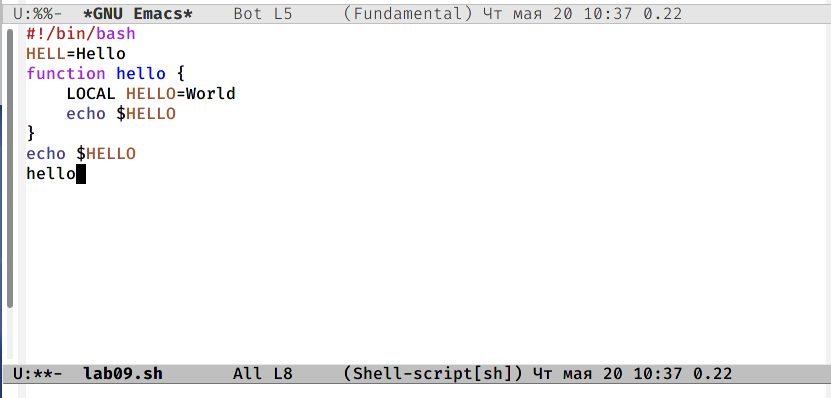 U:%%-  *GNU Emacs*    Bot L5     (Fundamental) Чт мая 20 10:37 0.22
#!/bin/bash
HELL=Hello
function hello {
    LOCAL HELLO=World
    echo $HELLO
}
echo $HELLO
hello
U:**-  lab09.sh       All L8     (Shell-script[sh]) Чт мая 20 10:37 0.22